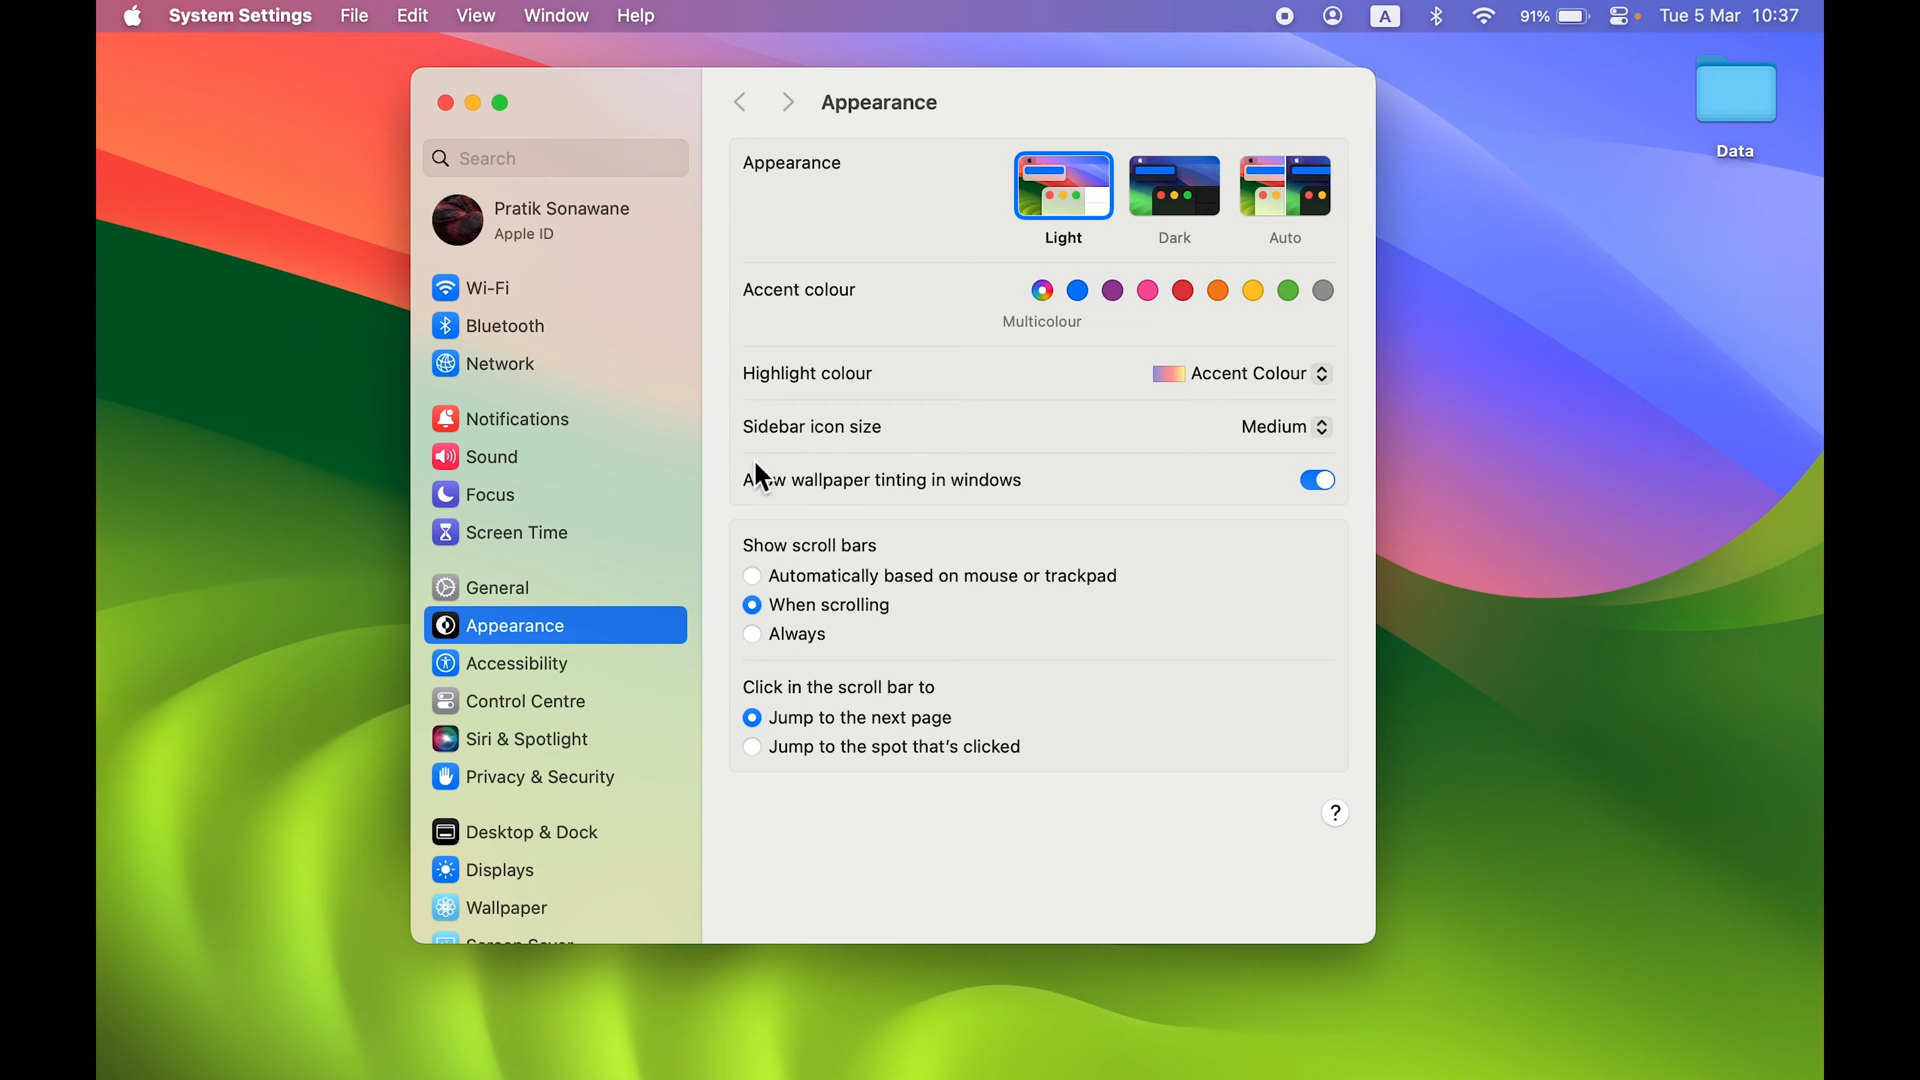 System Settings File Edit View Window Help A 91% Tue 5 Mar 10:37
Data
Search
Pratik Sonawane
Apple ID
Wi-Fi
Bluetooth
Network
Notifications
Sound
Focus
Screen Time
General
Appearance
Accessibility
Control Centre
Siri & Spotlight
Privacy & Security
Desktop & Dock
Displays
Wallpaper
Appearance
Appearance
Light Dark Auto
Accent colour
Multicolour
Highlight colour Accent Colour
Sidebar icon size Medium
wallpaper tinting in windows
Show scroll bars
Automatically based on mouse or trackpad
When scrolling
Always
Click in the scroll bar to
Jump to the next page
Jump to the spot that's clicked
?